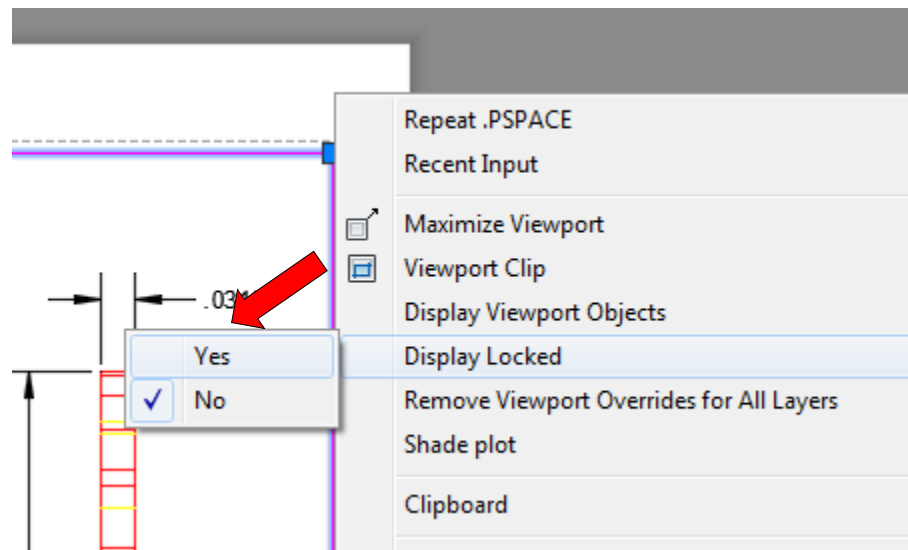 Repeat .PSPACE
Recent Input
Maximize Viewport
Viewport Clip
Display Viewport Objects
Display Locked
Remove Viewport Overrides for All Layers
Shade plot
Clipboard
Yes
No